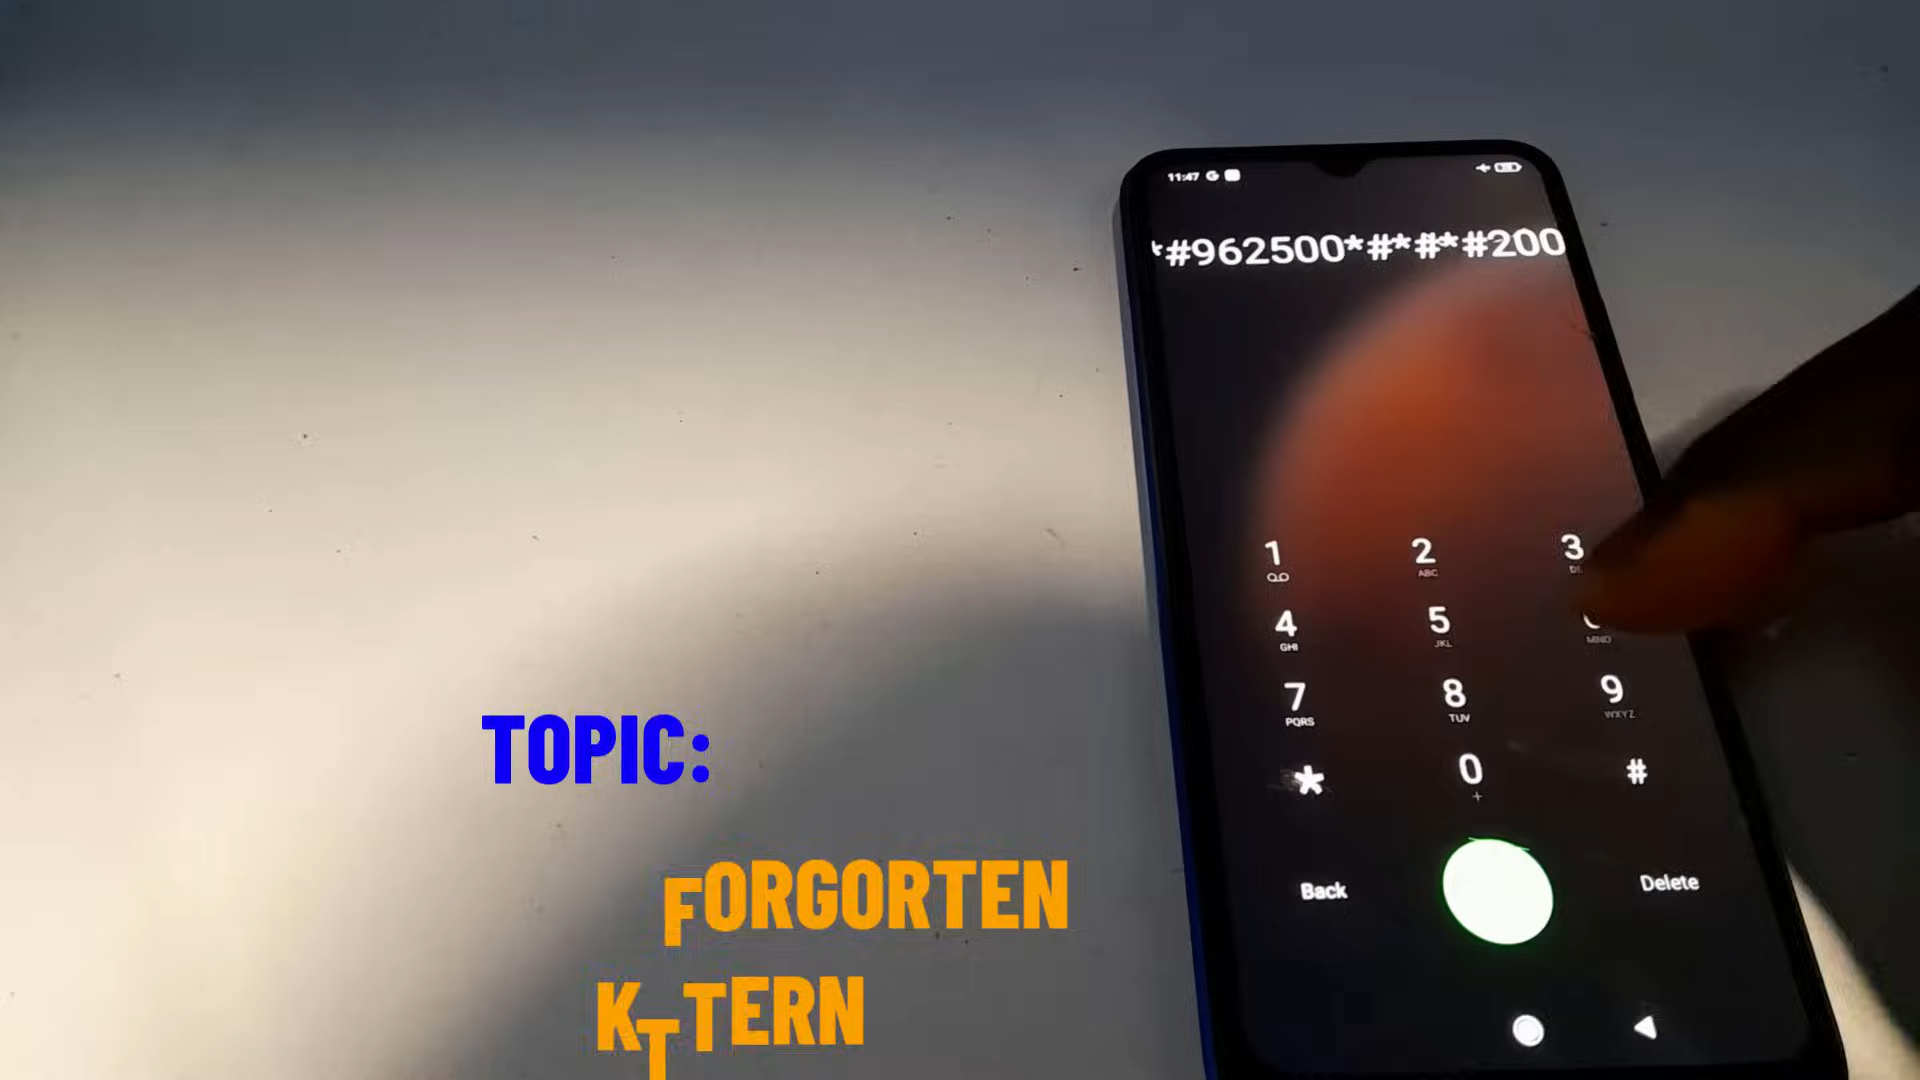 11:47 G
*#962500*#*#*#200
1 2 3
ABC
4 5
GHI JKL MNO
7 8 9
PQRS TUV WXYZ
* 0 #
+
Back Delete
TOPIC:
FORGORTEN
KTTERN